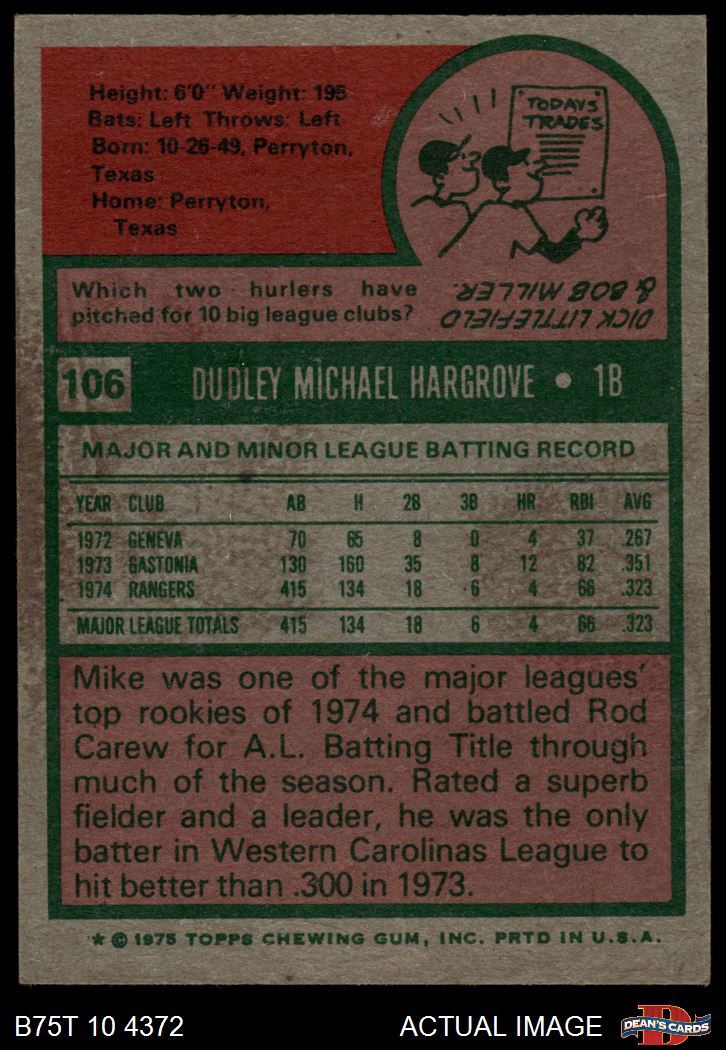 Height: 6'0" Weight: 195
Bats: Left Throws: Left
Born: 10-26-49, Perryton,
Texas
Home: Perryton,
Texas
TODAYS
TRADES
Which two hurlers have
pitched for 10 big league clubs?
DICK LITTLEFIELD
& BOB MILLER.
106 DUDLEY MICHAEL HARGROVE • 1B
MAJOR AND MINOR LEAGUE BATTING RECORD
YEAR CLUB AB H 2B 3B HR RBI AVG
1972 GENEVA 70 65 8 0 4 37 .267
1973 GASTONIA 130 160 35 8 12 82 .351
1974 RANGERS 415 134 18 6 4 66 .323
MAJOR LEAGUE TOTALS 415 134 18 6 4 66 .323
Mike was one of the major leagues'
top rookies of 1974 and battled Rod
Carew for A.L. Batting Title through
much of the season. Rated a superb
fielder and a leader, he was the only
batter in Western Carolinas League to
hit better than .300 in 1973.
* © 1975 TOPPS CHEWING GUM, INC. PRTD IN U.S.A.
B75T 10 4372 ACTUAL IMAGE
D
DEAN'S CARDS